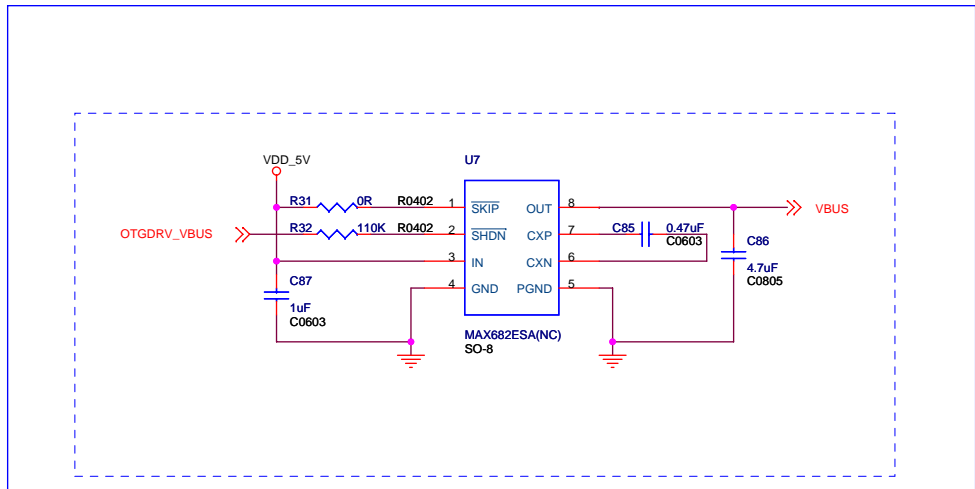 U7
VDD_5V
R31 0R R0402 1 SKIP OUT 8 VBUS
OTGDRV_VBUS R32 110K R0402 2 SHDN CXP 7 C85 0.47uF
C0603
C86
3 IN CXN 6
4.7uF
C0805
C87 4 GND PGND 5
1uF
C0603
MAX682ESA(NC)
SO-8